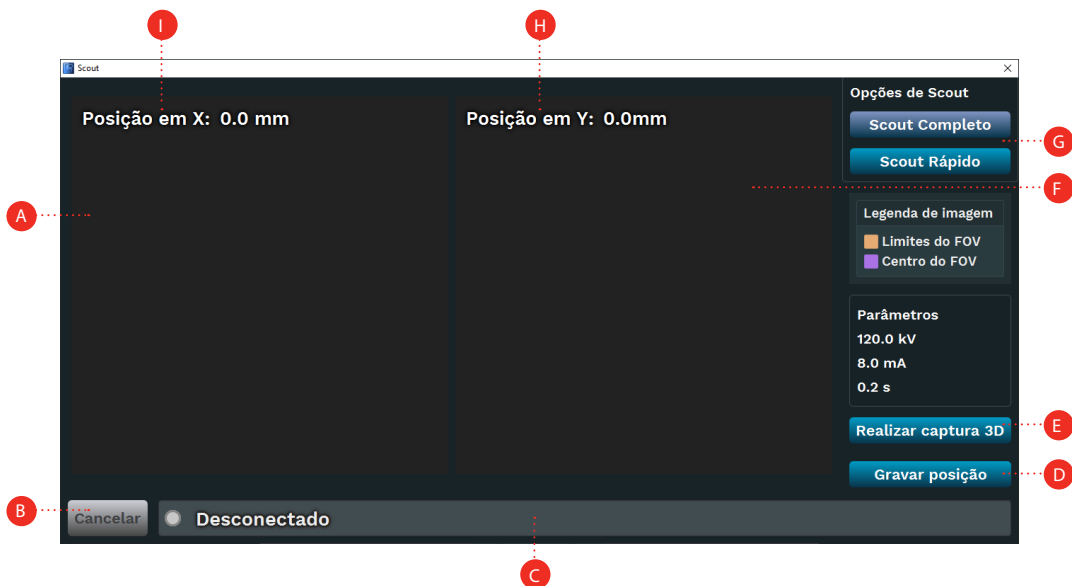 I
H
Scout
Posição em X: 0.0 mm
Posição em Y: 0.0mm
Opções de Scout
Scout Completo
G
Scout Rápido
F
A
Legenda de imagem
Limites do FOV
Centro do FOV
Parâmetros
120.0 kV
8.0 mA
0.2 s
Realizar captura 3D
E
Gravar posição
D
B
Cancelar
Desconectado
C